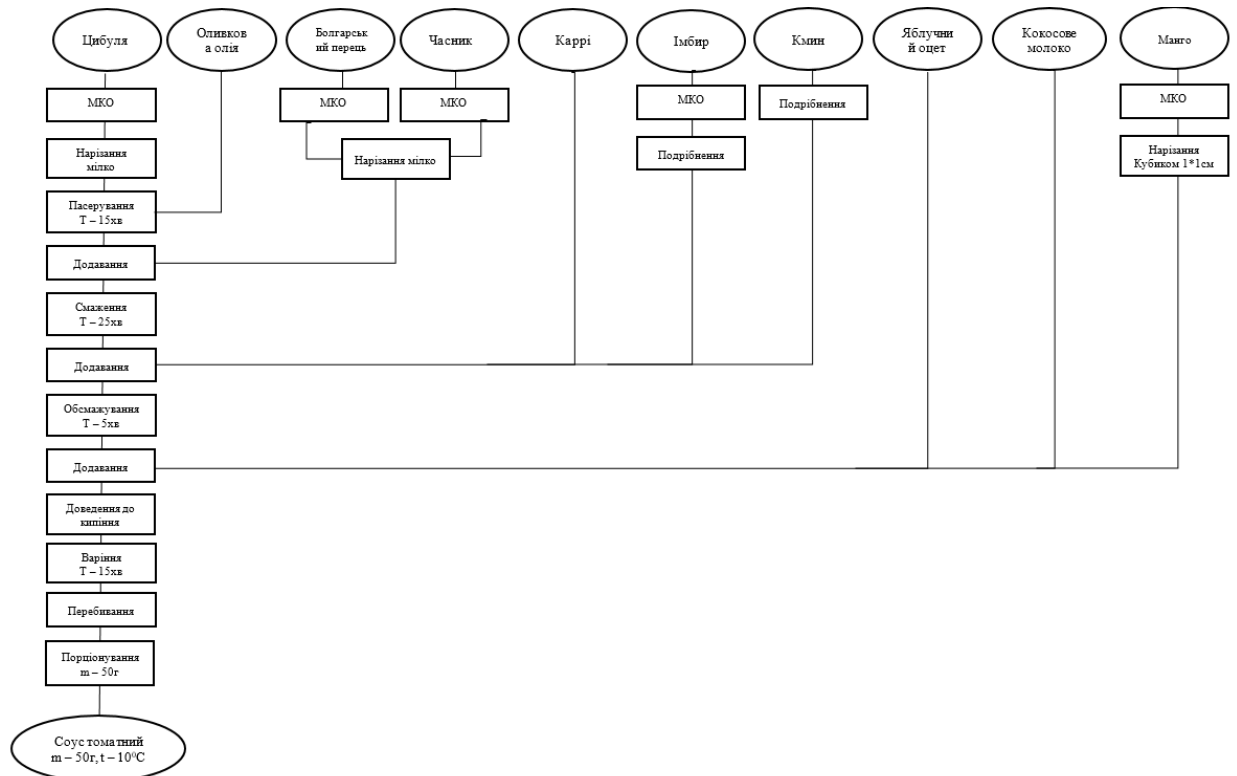 Цибуля
Оливков
а олія
Болгарськ
ий перець
Часник
Каррі
Імбир
Кмин
Яблучни
й оцет
Кокосове
молоко
Манго
МКО
МКО
МКО
МКО
Подрібнення
МКО
Нарізання
мілко
Нарізання мілко
Подрібнення
Нарізання
Кубиком 1*1см
Пасерування
Т – 15хв
Додавання
Смаження
Т – 25хв
Додавання
Обсмажування
Т – 5хв
Додавання
Доведення до
кипіння
Варіння
Т – 15хв
Перебивання
Порціонування
m – 50г
Соус томатний
m – 50г, t – 10⁰С